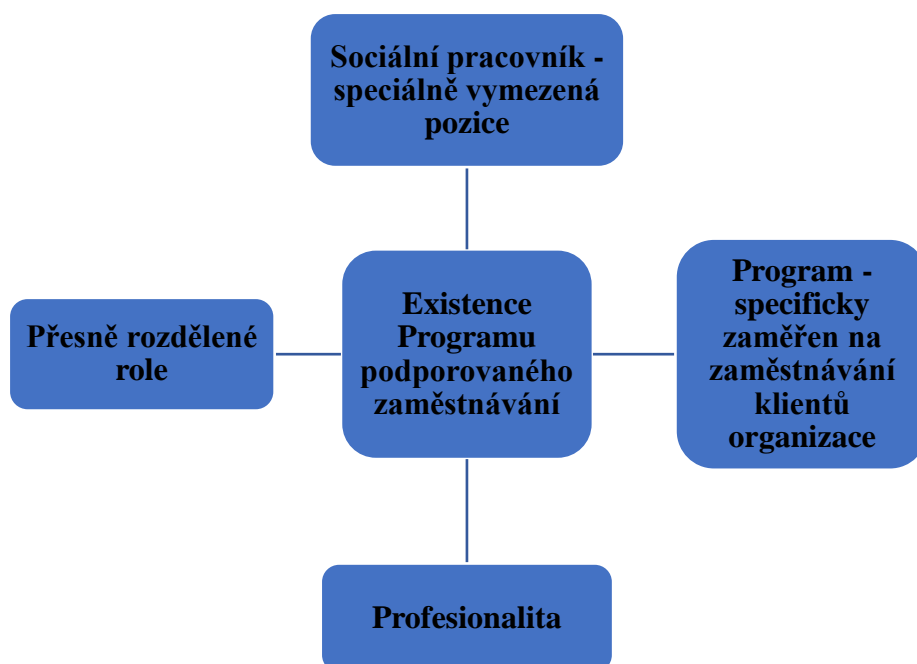 Sociální pracovník -
speciálně vymezená
pozice
Přesně rozdělené
role
Existence
Programu
podporovaného
zaměstnávání
Program -
specificky
zaměřen na
zaměstnávání
klientů
organizace
Profesionalita